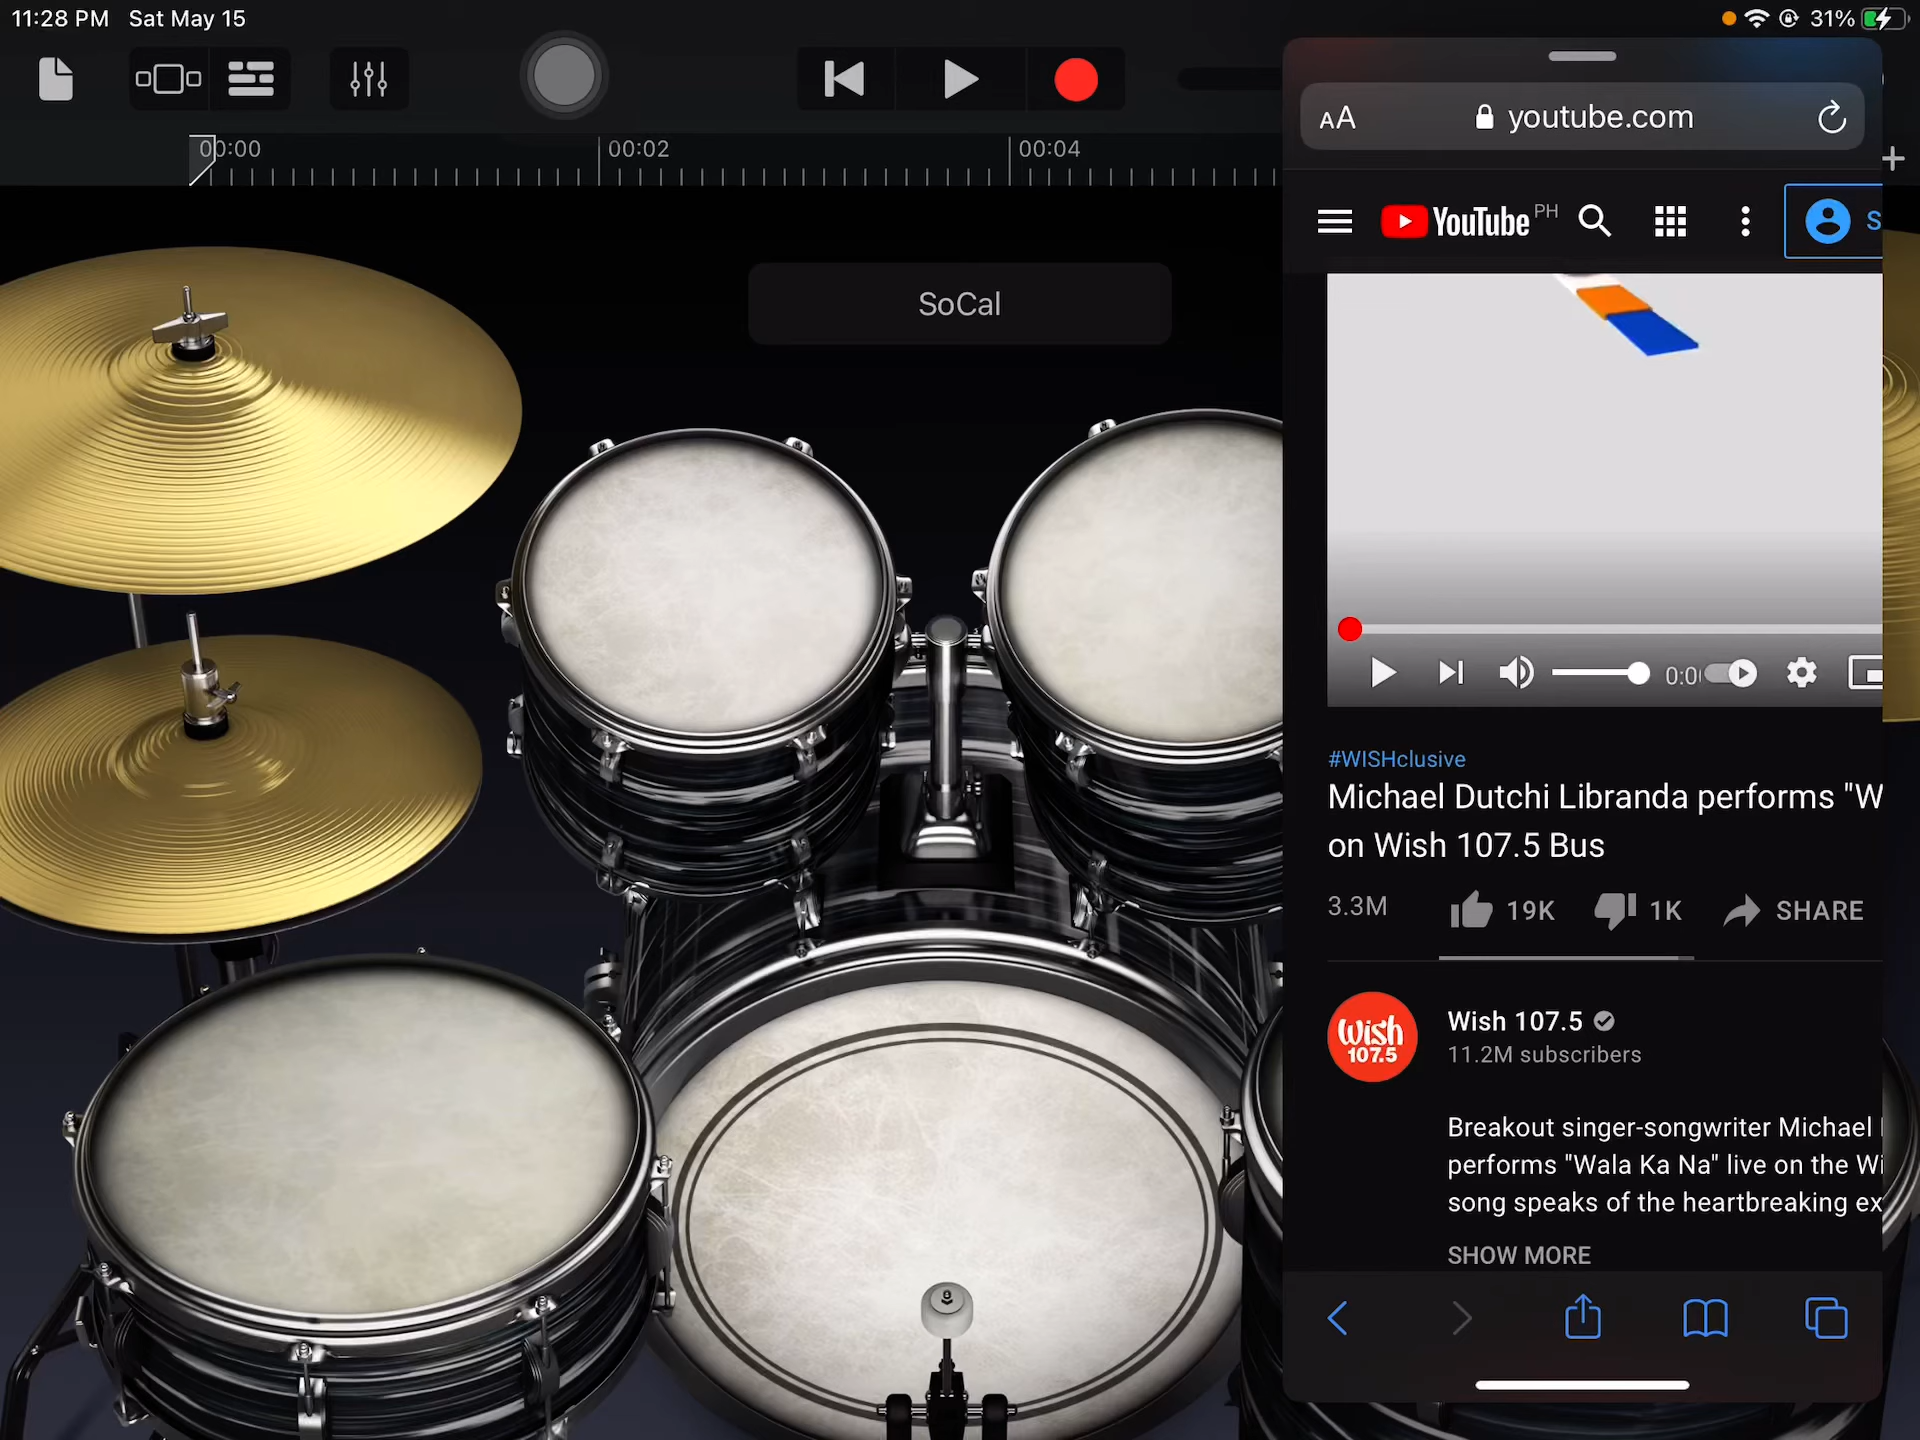 11:28 PM Sat May 15
31%
00:00 00:02 00:04
SoCal
AA youtube.com
YouTube PH
S
0:0
#WISHclusive
Michael Dutchi Libranda performs "W
on Wish 107.5 Bus
3.3M 19K 1K SHARE
Wish 107.5
Wish 107.5
11.2M subscribers
Breakout singer-songwriter Michael
performs "Wala Ka Na" live on the Wi
song speaks of the heartbreaking ex
SHOW MORE